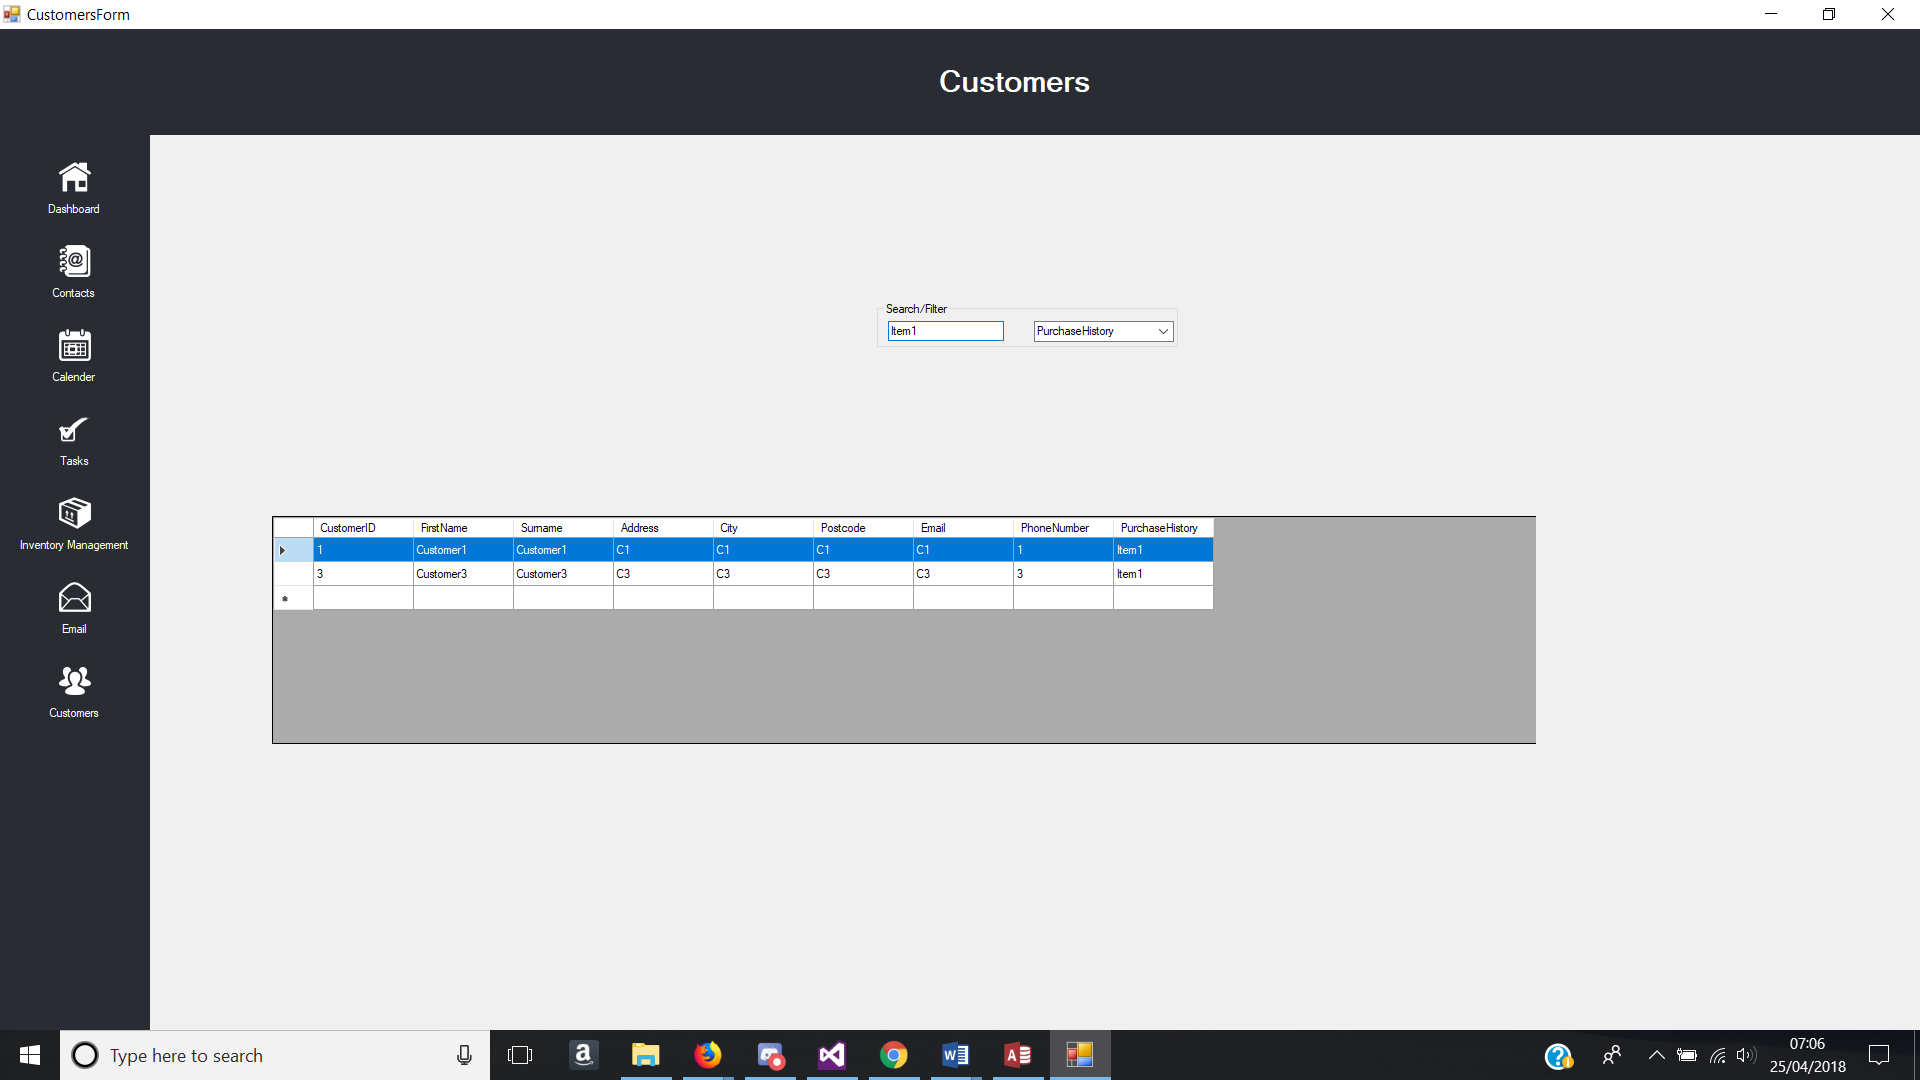 CustomersForm
Customers
Dashboard
Contacts
Calender
Tasks
Inventory Management
Email
Customers
Search/Filter
Item1 PurchaseHistory
CustomerID FirstName Surname Address City Postcode Email PhoneNumber PurchaseHistory
1 Customer1 Customer1 C1 C1 C1 C1 1 Item1
3 Customer3 Customer3 C3 C3 C3 C3 3 Item1
Type here to search
07:06
25/04/2018